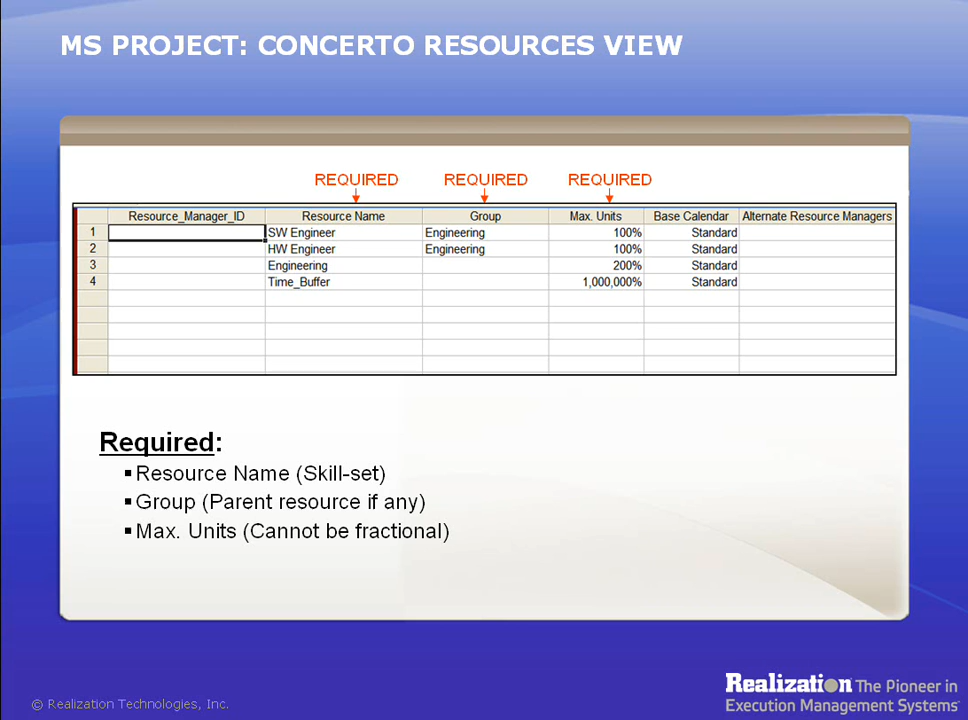 MS PROJECT: CONCERTO RESOURCES VIEW
REQUIRED REQUIRED REQUIRED
Resource_Manager_ID Resource Name Group Max. Units Base Calendar Alternate Resource Managers
1 SW Engineer Engineering 100% Standard
2 HW Engineer Engineering 100% Standard
3 Engineering 200% Standard
4 Time_Buffer 1,000,000% Standard
Required:
▪ Resource Name (Skill-set)
▪ Group (Parent resource if any)
▪ Max. Units (Cannot be fractional)
Realization The Pioneer in
Execution Management Systems
© Realization Technologies, Inc.